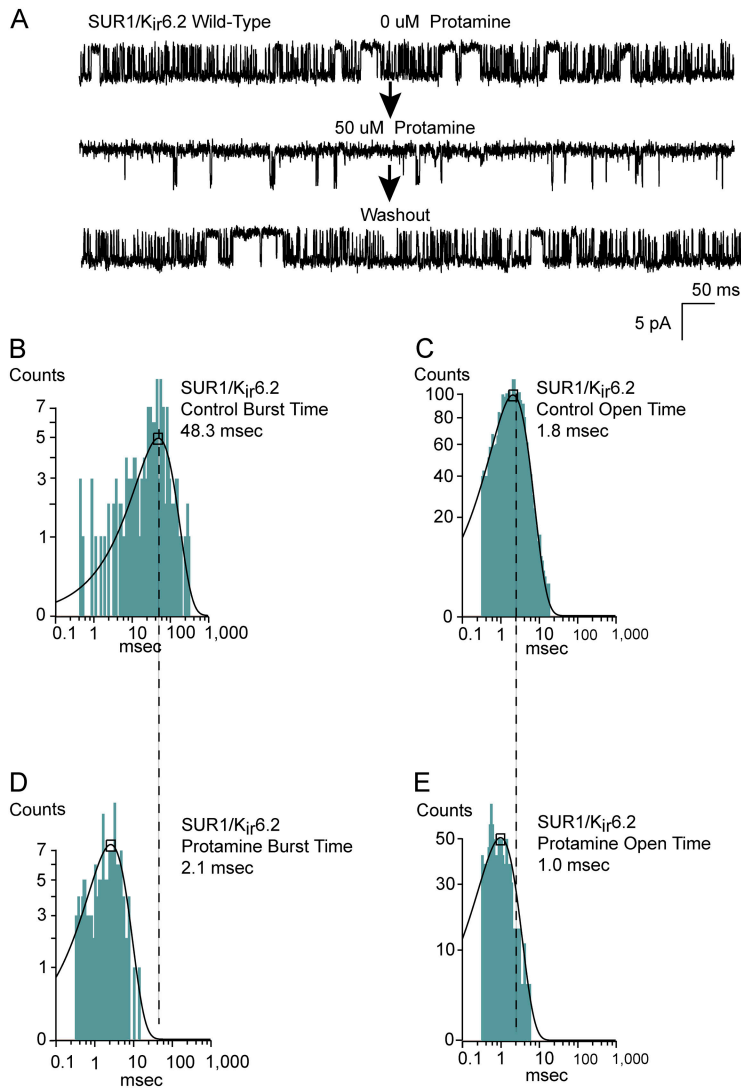 A
SUR1/Kir6.2 Wild-Type
0 uM Protamine
50 uM Protamine
Washout
50 ms
5 pA
B
Counts
SUR1/Kir6.2
Control Burst Time
48.3 msec
7
5
3
1
0
0.1 1 10 100 1,000
msec
C
Counts
SUR1/Kir6.2
Control Open Time
1.8 msec
100
80
60
40
20
0
0.1 1 10 100 1,000
msec
D
Counts
SUR1/Kir6.2
Protamine Burst Time
2.1 msec
7
5
3
1
0
0.1 1 10 100 1,000
msec
E
Counts
SUR1/Kir6.2
Protamine Open Time
1.0 msec
50
30
10
0
0.1 1 10 100 1,000
msec